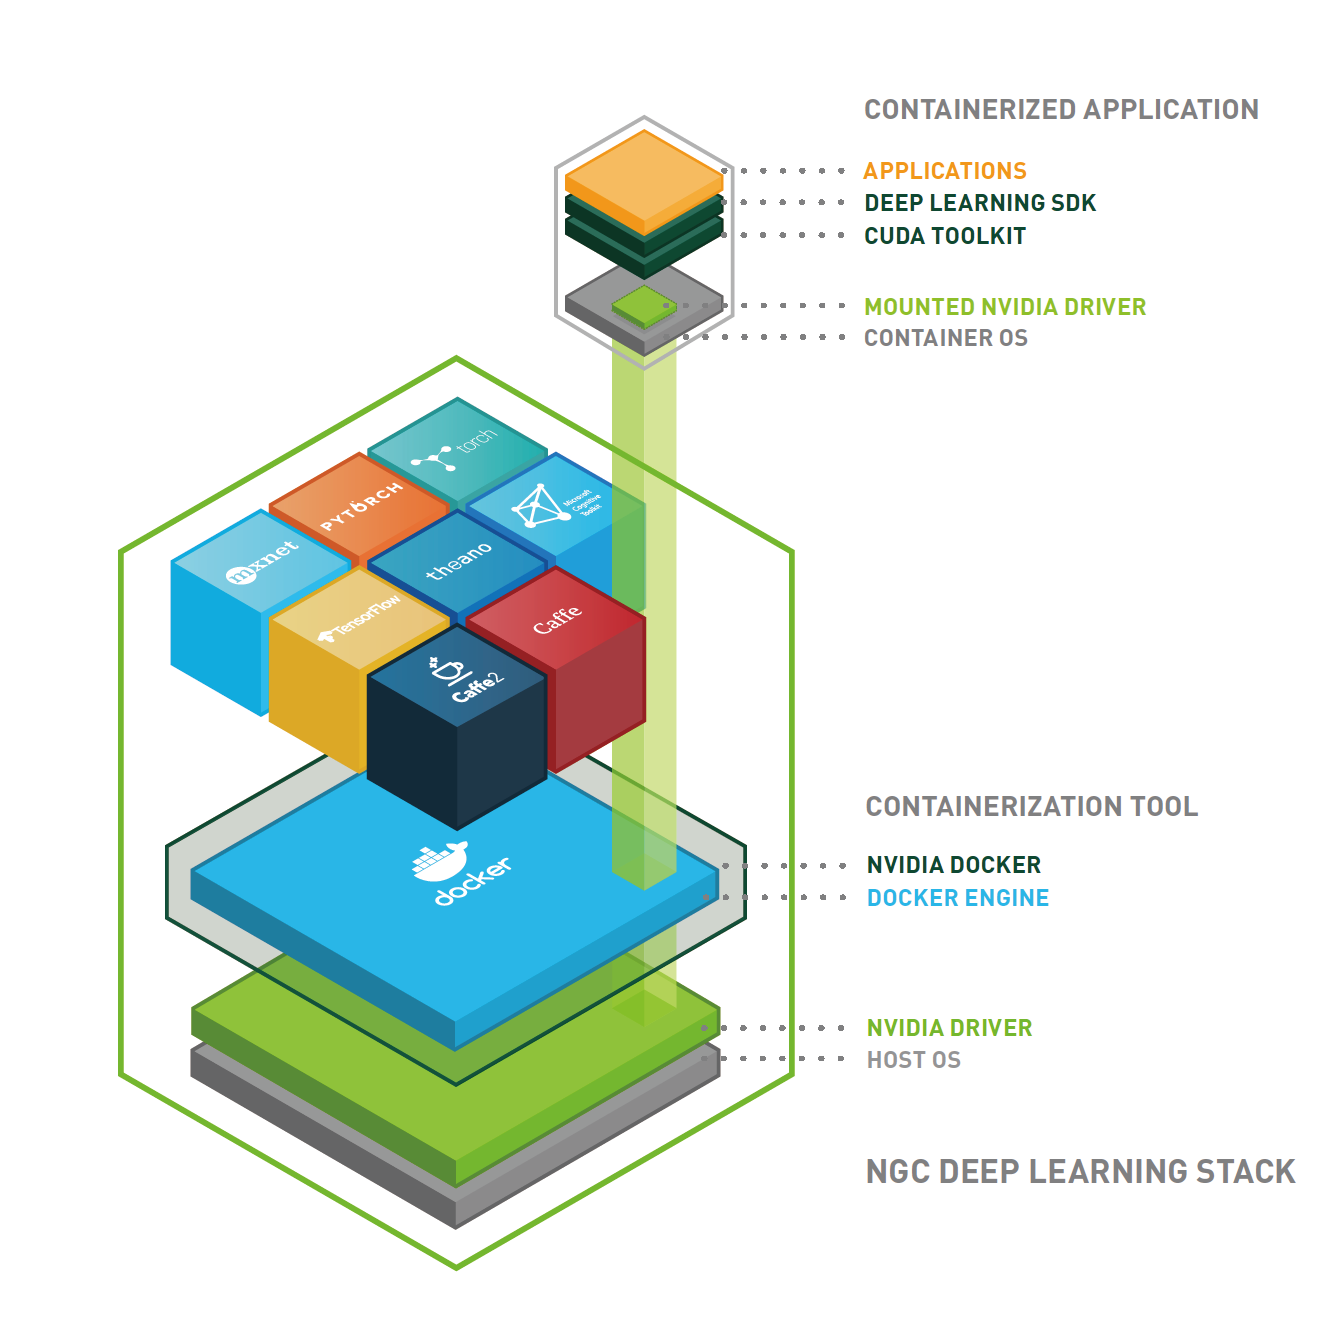 CONTAINERIZED APPLICATION
APPLICATIONS
DEEP LEARNING SDK
CUDA TOOLKIT
MOUNTED NVIDIA DRIVER
CONTAINER OS
torch
PYTORCH
Microsoft
Cognitive
Toolkit
mxnet
theano
TensorFlow
Caffe
Caffe2
CONTAINERIZATION TOOL
NVIDIA DOCKER
DOCKER ENGINE
docker
NVIDIA DRIVER
HOST OS
NGC DEEP LEARNING STACK